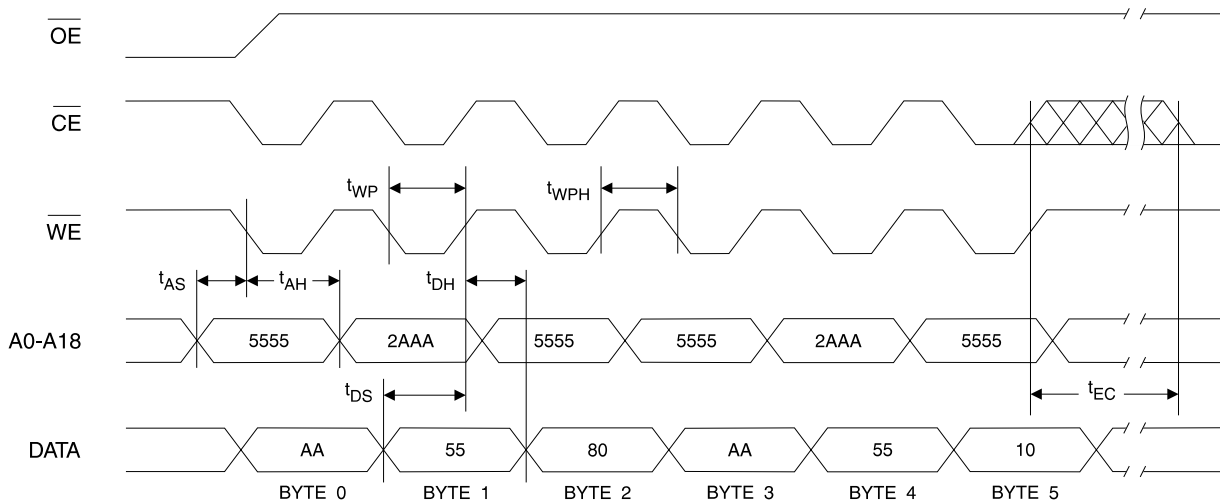 OE
CE
tWP
tWPH
WE
tAS
tAH
tDH
A0-A18
5555
2AAA
5555
5555
2AAA
5555
tDS
tEC
DATA
AA
55
80
AA
55
10
BYTE 0
BYTE 1
BYTE 2
BYTE 3
BYTE 4
BYTE 5